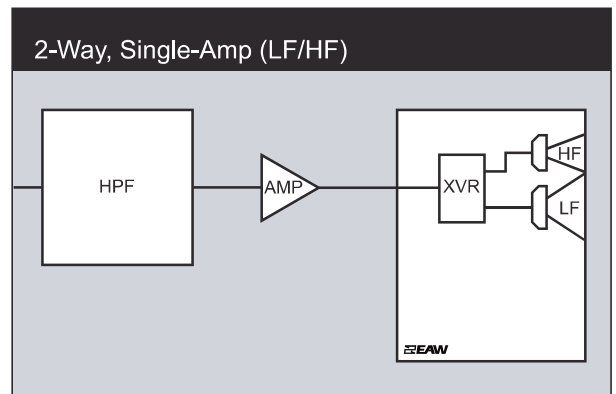 2-Way, Single-Amp (LF/HF)
HPF
AMP
XVR
HF
LF
EAW